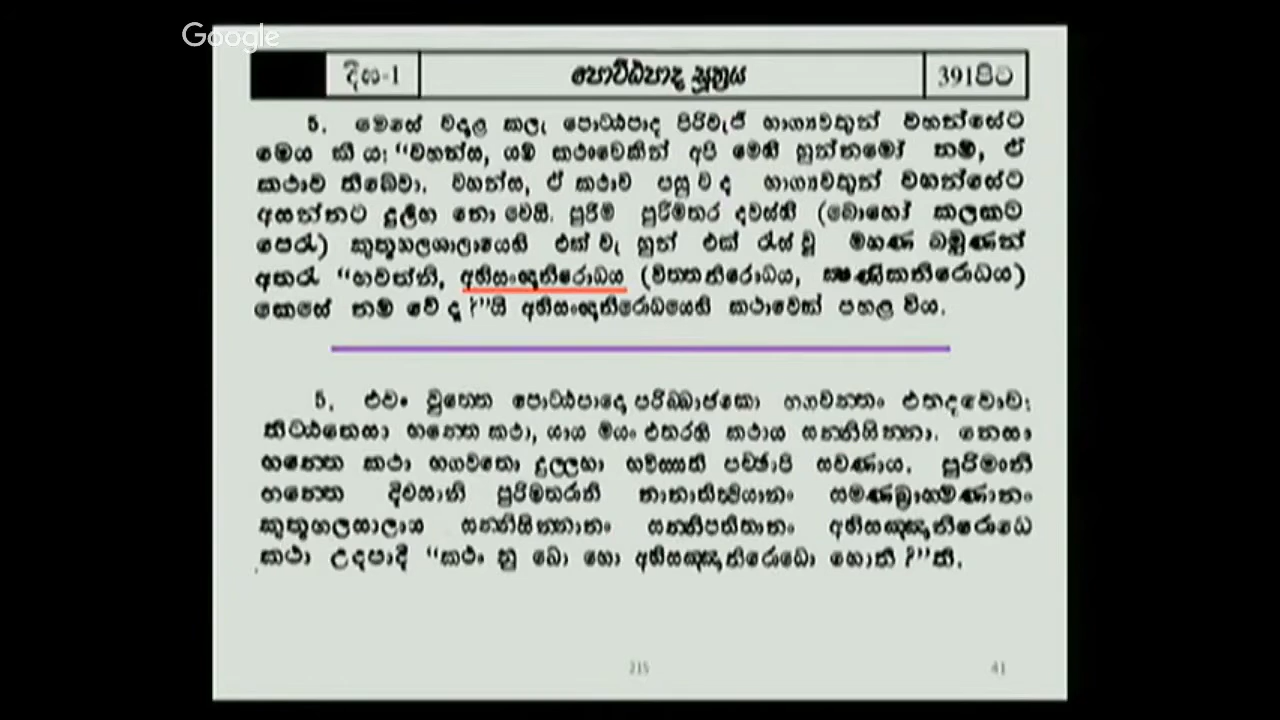 Google
දීඝ-1 පොට්ඨපාද සූත්‍රය 391පිට
5. මෙසේ වදාළ කලැ පොට්ඨපාද පිරිවැජි භාග්‍යවතුන් වහන්සේට
මෙය කී ය: “වහන්ස, යම් කථාවෙකින් අපි මෙහි හුන්නමෝ නම්, ඒ
කථාව තිබේවා. වහන්ස, ඒ කථාව පසු ව ද භාග්‍යවතුන් වහන්සේට
අසන්නට දුර්ලභ නො වෙයි. පූර්ම පූර්මතර දවස්හි (බොහෝ කලකට
පෙරැ) කුතූහලශාලායෙහි එක් වැ හුන් එක් රැස් වූ මහණ බමුණන්
අතරැ “භවත්නි, අභිසංඥානිරෝධය (චිත්තනිරෝධය, ක්‍ෂණිකනිරෝධය)
කෙසේ නම් වේ දැ?”යි අභිසංඥානිරෝධයෙහි කථාවෙක් පහළ විය.
5. එවං වුත්තෙ පොට්ඨපාදො පරිබ්බාජකො භගවන්තං එතදවොච:
තිට්ඨතෙසා භන්තෙ කථා, යාය මයං එතරහි කථාය සන්නිසින්නා. නෙසා
භන්තෙ කථා භගවතො දුල්ලභා භවිස්සති පච්ඡාපි සවණාය. පුරිමානි
භන්තෙ දිවසානි පුරිමතරානි නානාතිත්ථියානං සමණබ්‍රාහ්මණානං
කුතූහලසාලාය සන්නිසින්නානං සන්නිපතිතානං අභිසඤ්ඤානිරොධෙ
කථා උදපාදි “කථං නු ඛො භො අභිසඤ්ඤානිරොධො හොති?”ති.
215 41